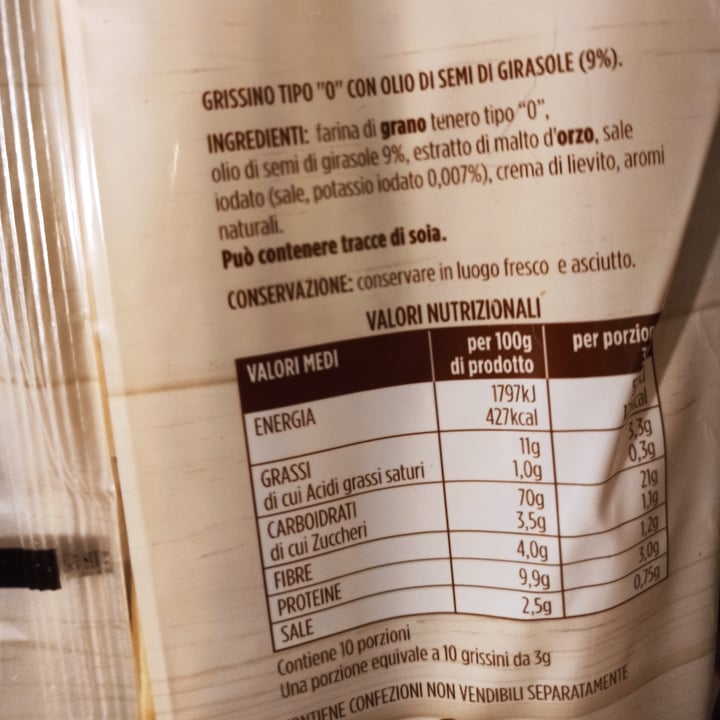 GRISSINO TIPO "0" CON OLIO DI SEMI DI GIRASOLE (9%).
INGREDIENTI: farina di grano tenero tipo "0",
olio di semi di girasole 9%, estratto di malto d'orzo, sale
iodato (sale, potassio iodato 0,007%), crema di lievito, aromi
naturali.
Può contenere tracce di soia.
CONSERVAZIONE: conservare in luogo fresco e asciutto.
VALORI NUTRIZIONALI
VALORI MEDI per 100g di prodotto per porzion
ENERGIA 1797kJ 427kcal
GRASSI 11g 3,3g
di cui Acidi grassi saturi 1,0g 0,3g
CARBOIDRATI 70g 21g
di cui Zuccheri 3,5g 1,1g
FIBRE 4,0g 1,2g
PROTEINE 9,9g 3,0g
SALE 2,5g 0,75g
Contiene 10 porzioni
Una porzione equivale a 10 grissini da 3g
NTIENE CONFEZIONI NON VENDIBILI SEPARATAMENTE